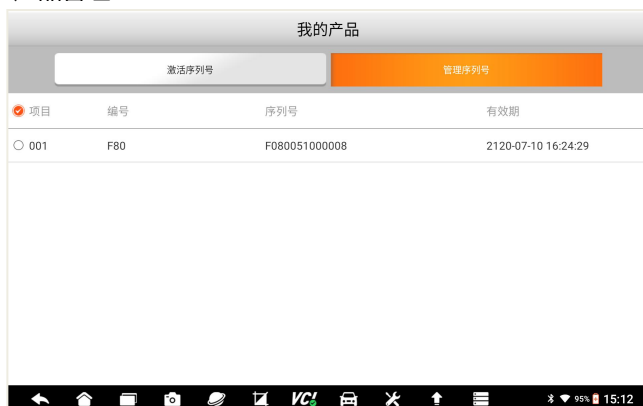 我的产品
激活序列号
管理序列号
项目 编号 序列号 有效期
001 F80 F080051000008 2120-07-10 16:24:29
VC! 95% 15:12